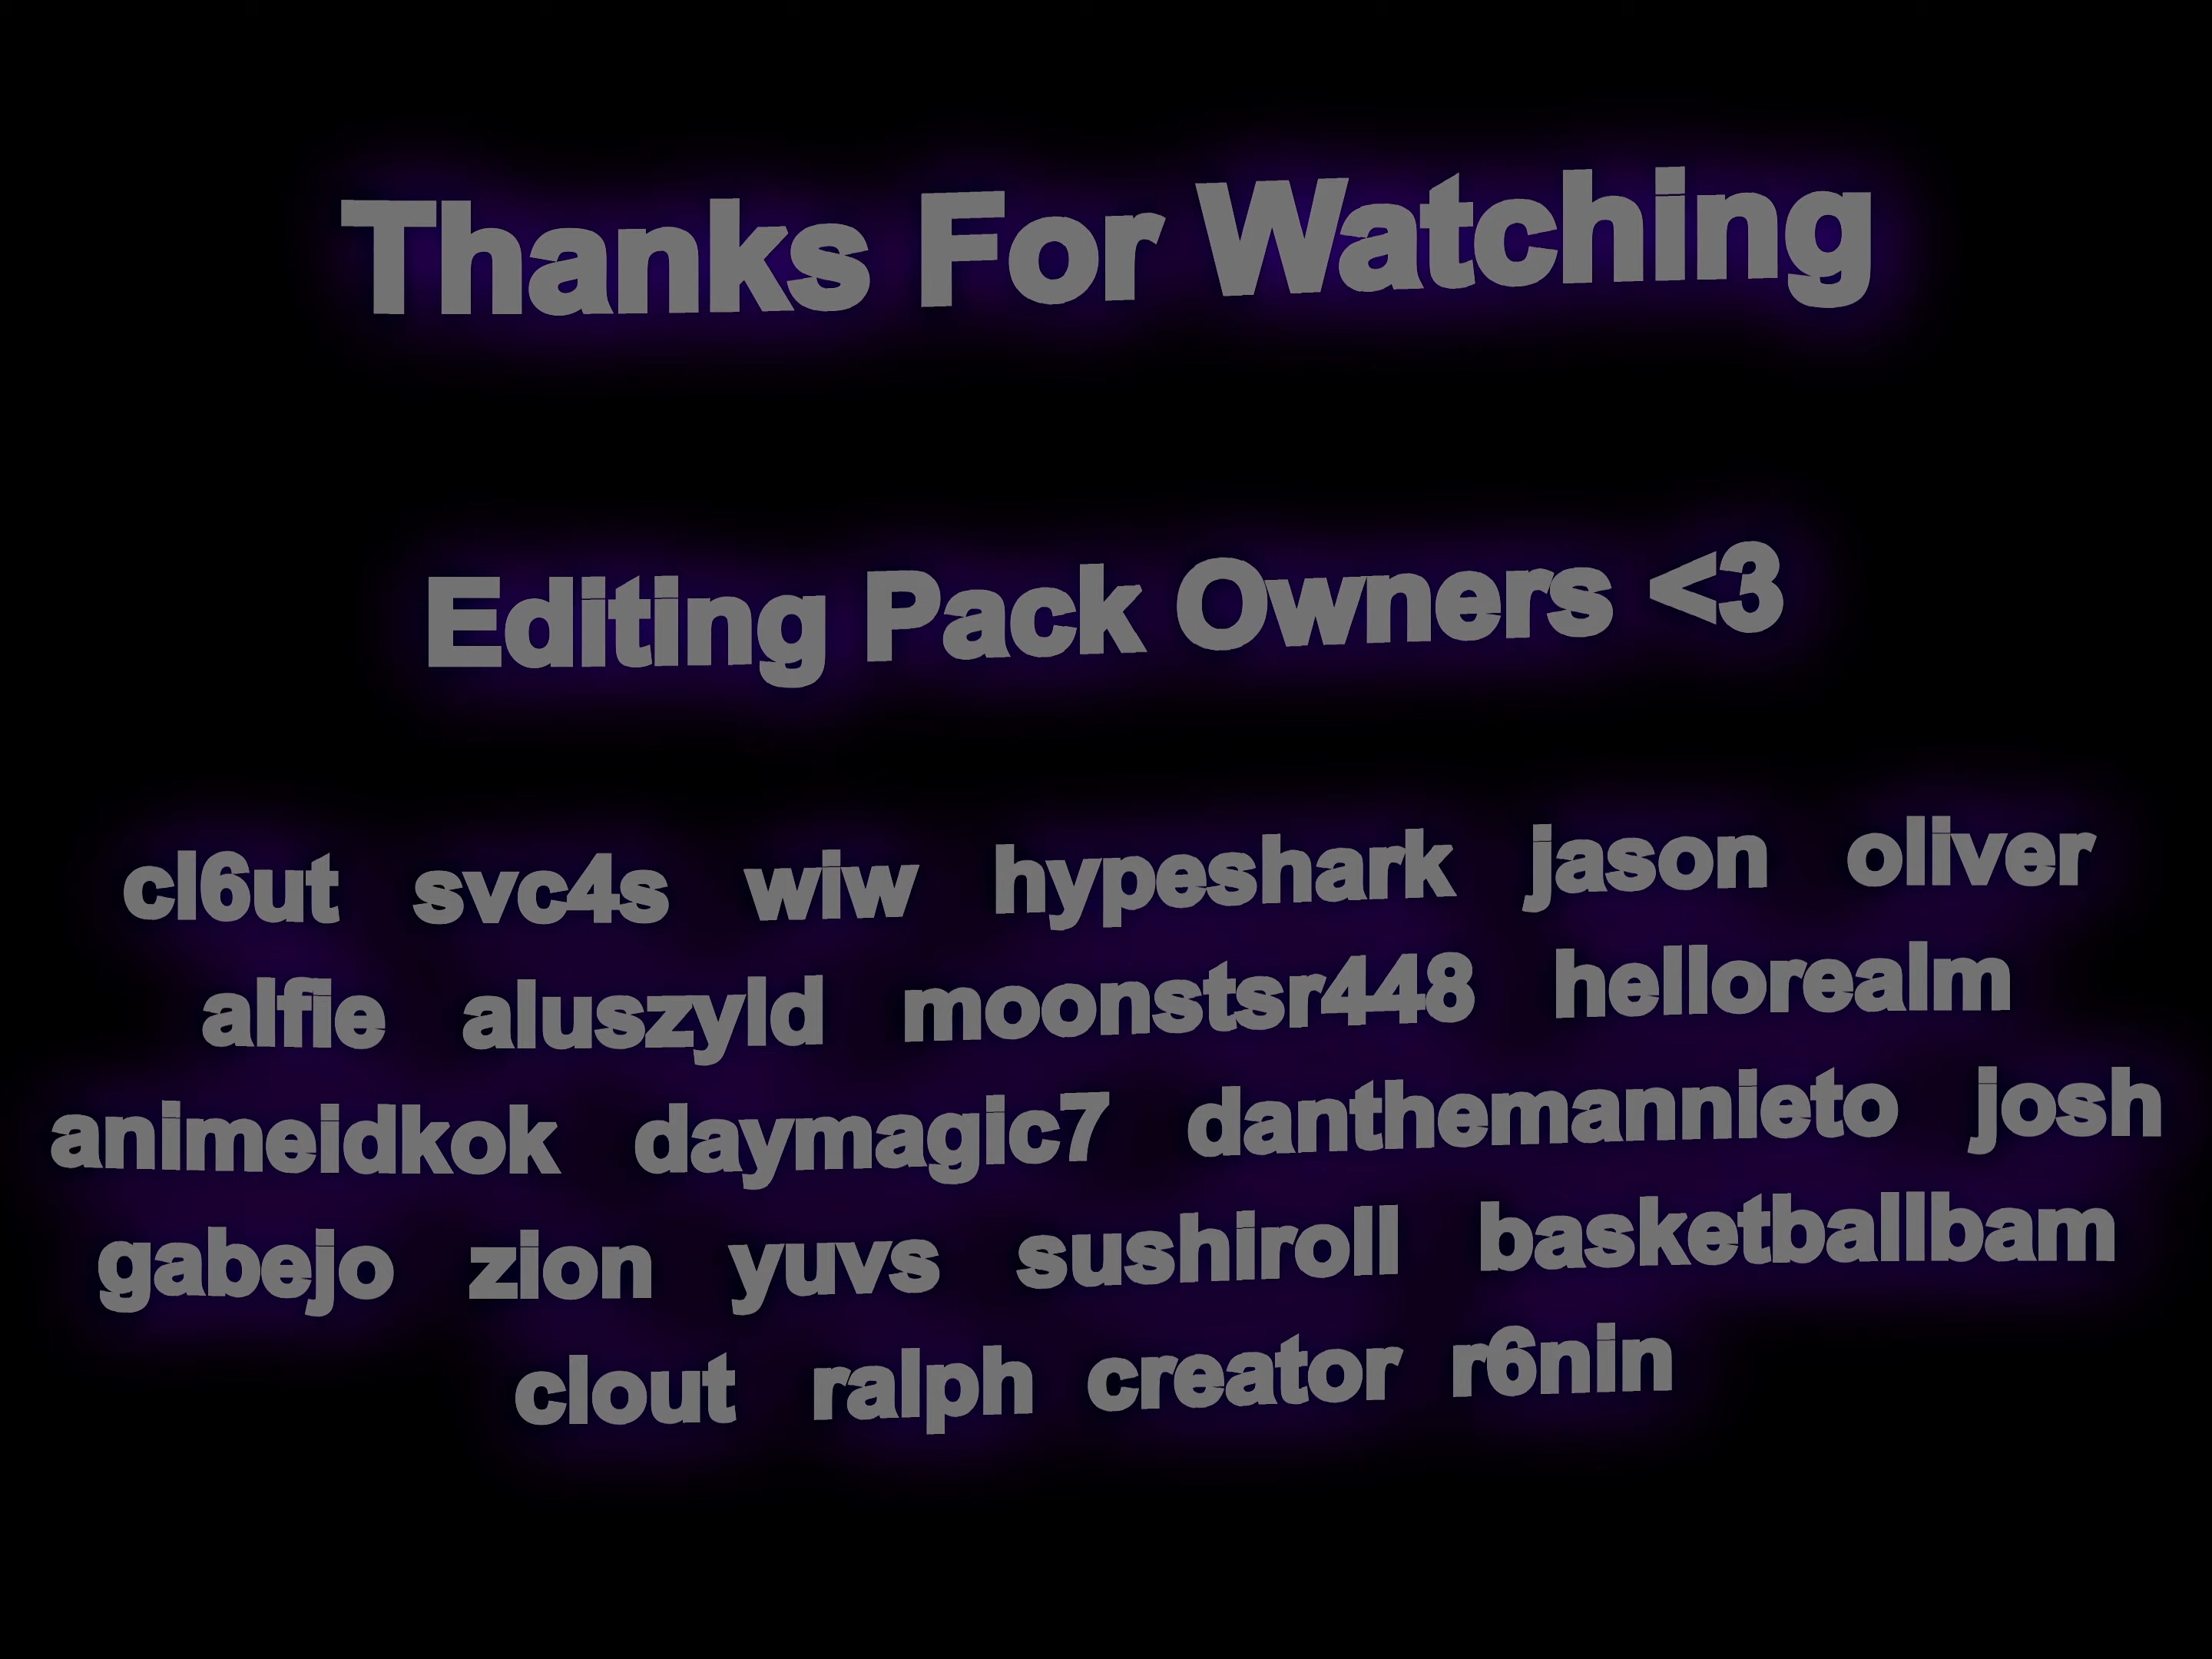 Thanks For Watching
Editing Pack Owners <3
cl6ut svc4s wiw hypeshark jason oliver
alfie aluszyld moonstsr448 hellorealm
animeidkok daymagic7 danthemannieto josh
gabejo zion yuvs sushiroll basketballbam
clout ralph creator r6nin